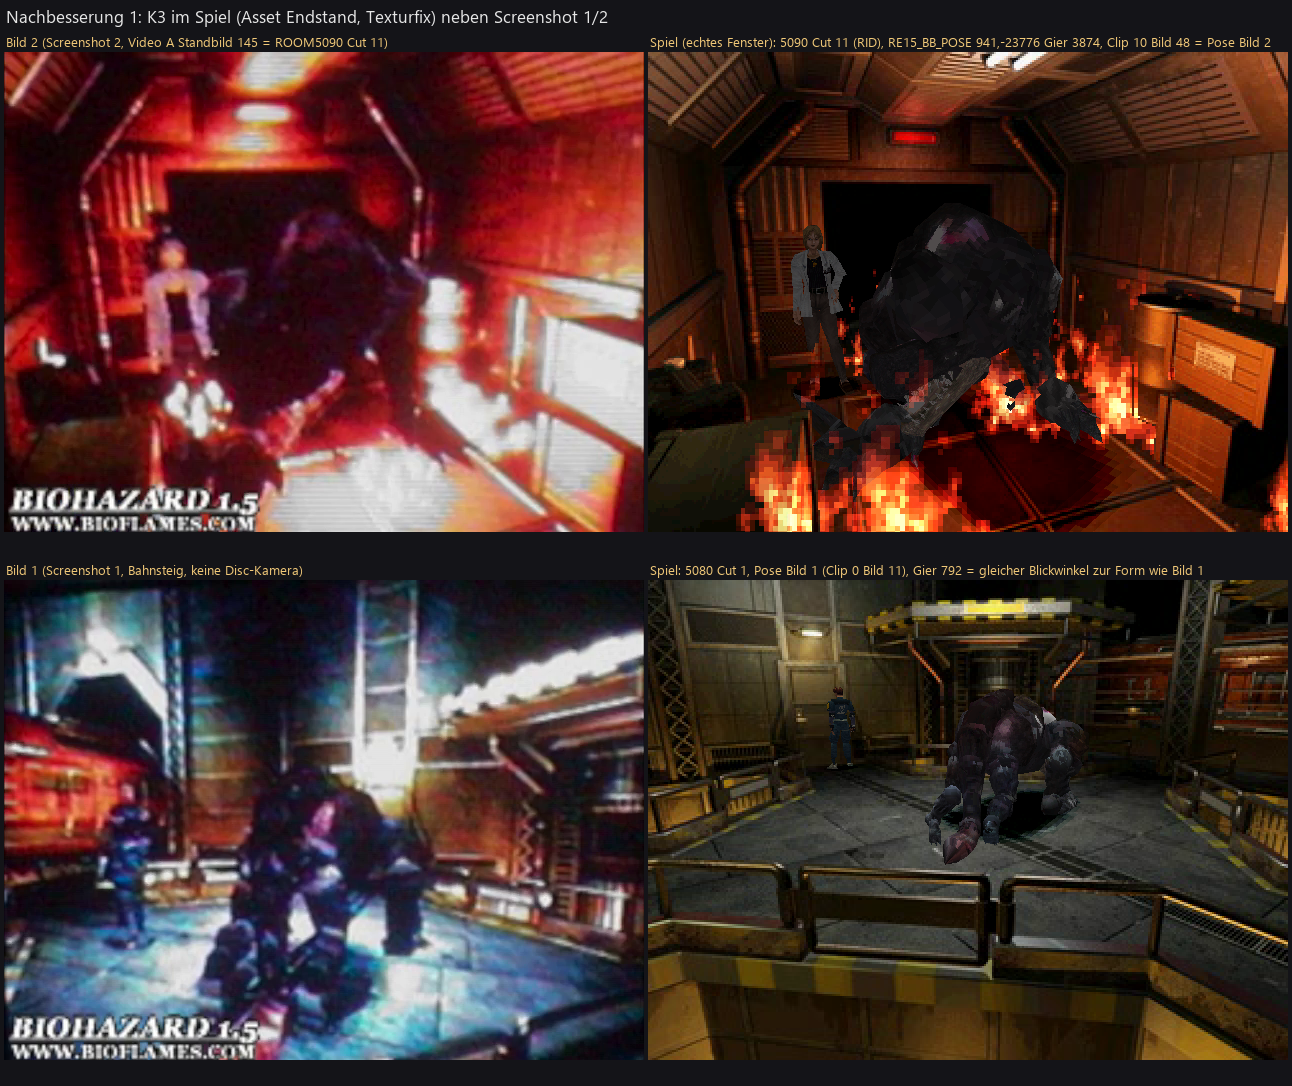 Nachbesserung 1: K3 im Spiel (Asset Endstand, Texturfix) neben Screenshot 1/2
Bild 2 (Screenshot 2, Video A Standbild 145 = ROOM5090 Cut 11)
Spiel (echtes Fenster): 5090 Cut 11 (RID), RE15_BB_POSE 941,-23776 Gier 3874, Clip 10 Bild 48 = Pose Bild 2
BIOHAZARD 1.5
WWW.BIOFLAMES.COM
Bild 1 (Screenshot 1, Bahnsteig, keine Disc-Kamera)
Spiel: 5080 Cut 1, Pose Bild 1 (Clip 0 Bild 11), Gier 792 = gleicher Blickwinkel zur Form wie Bild 1
BIOHAZARD 1.5
WWW.BIOFLAMES.COM